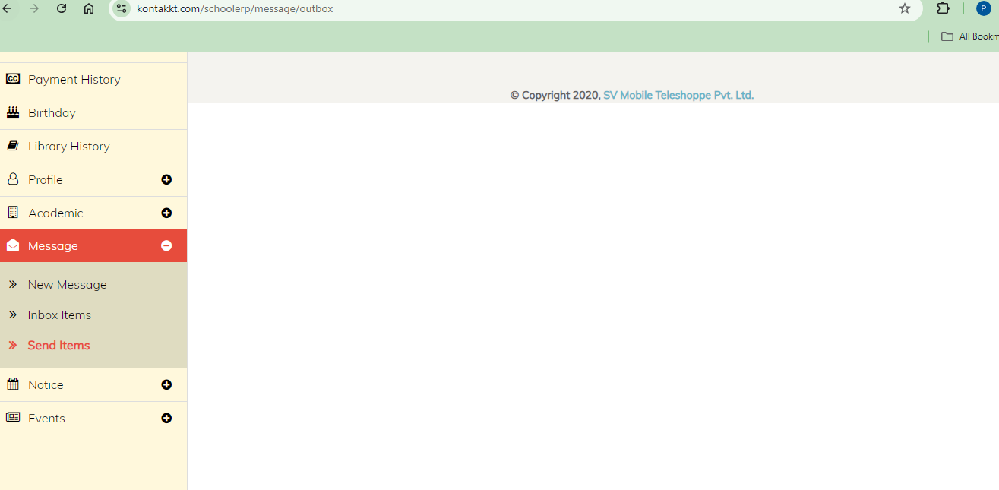 kontakkt.com/schoolerp/message/outbox
P
All Bookm
Payment History
© Copyright 2020, SV Mobile Teleshoppe Pvt. Ltd.
Birthday
Library History
Profile
Academic
Message
New Message
Inbox Items
Send Items
Notice
Events